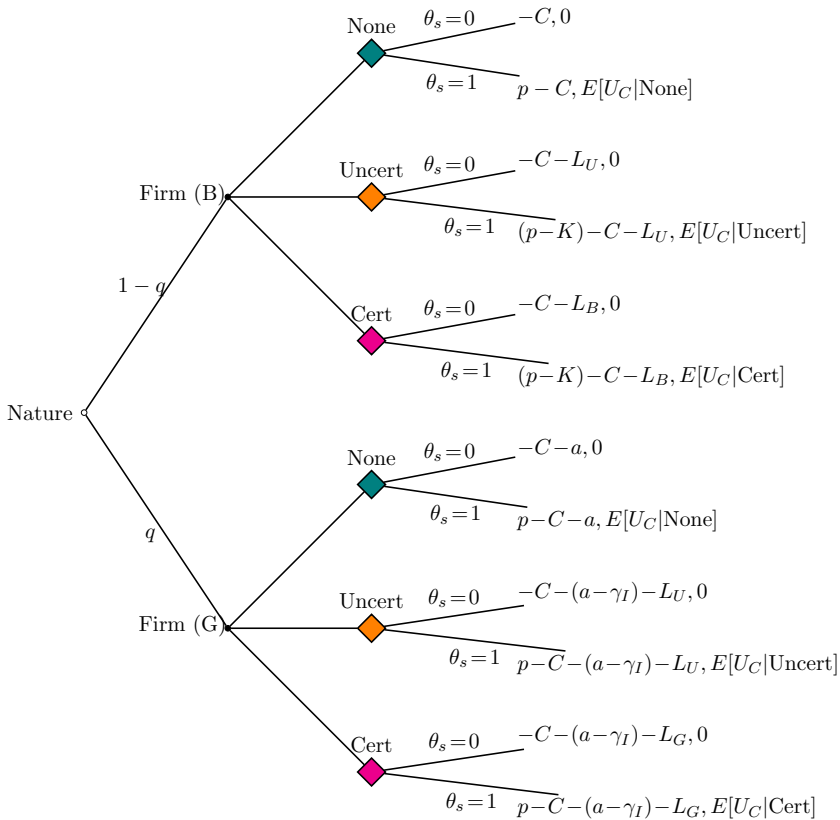 θ_s=0
−C, 0
None
θ_s=1
p − C, E[U_C|None]
θ_s=0
−C−L_U, 0
Uncert
Firm (B)
θ_s=1
(p−K)−C−L_U, E[U_C|Uncert]
1 − q
θ_s=0
−C−L_B, 0
Cert
θ_s=1
(p−K)−C−L_B, E[U_C|Cert]
Nature
θ_s=0
−C−a, 0
None
θ_s=1
p−C−a, E[U_C|None]
q
θ_s=0
−C−(a−γ_I)−L_U, 0
Uncert
Firm (G)
θ_s=1
p−C−(a−γ_I)−L_U, E[U_C|Uncert]
θ_s=0
−C−(a−γ_I)−L_G, 0
Cert
θ_s=1
p−C−(a−γ_I)−L_G, E[U_C|Cert]